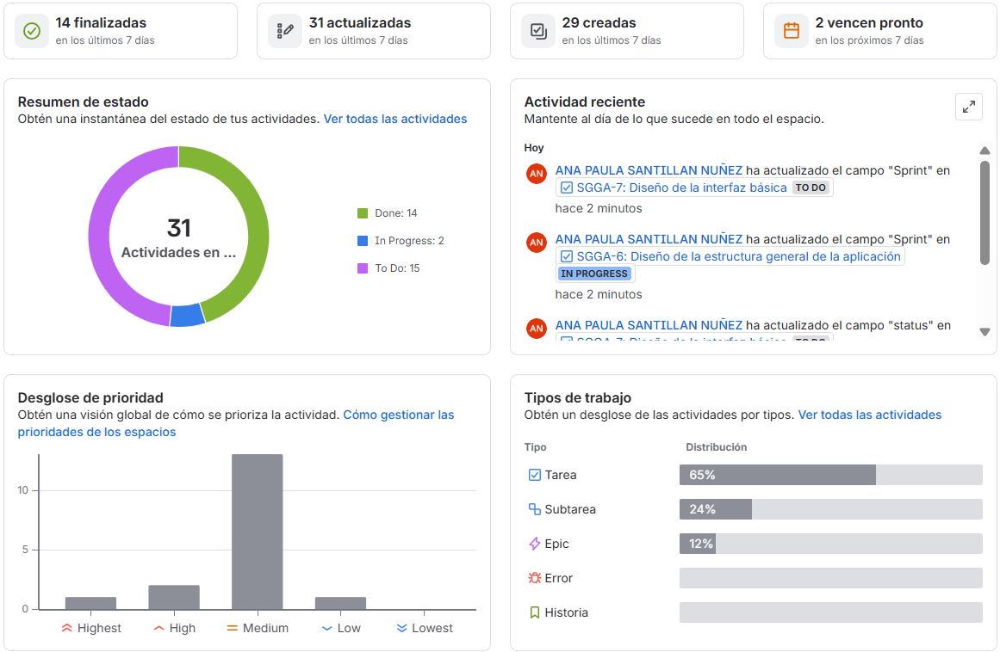 14 finalizadas
en los últimos 7 días
31 actualizadas
en los últimos 7 días
29 creadas
en los últimos 7 días
2 vencen pronto
en los próximos 7 días
Resumen de estado
Obtén una instantánea del estado de tus actividades. Ver todas las actividades
31
Actividades en ...
Done: 14
In Progress: 2
To Do: 15
Actividad reciente
Mantente al día de lo que sucede en todo el espacio.
Hoy
AN
ANA PAULA SANTILLAN NUÑEZ ha actualizado el campo "Sprint" en
SGGA-7: Diseño de la interfaz básica TO DO
hace 2 minutos
AN
ANA PAULA SANTILLAN NUÑEZ ha actualizado el campo "Sprint" en
SGGA-6: Diseño de la estructura general de la aplicación
IN PROGRESS
hace 2 minutos
AN
ANA PAULA SANTILLAN NUÑEZ ha actualizado el campo "status" en
SGGA-7: Diseño de la interfaz básica TO DO
Desglose de prioridad
Obtén una visión global de cómo se prioriza la actividad. Cómo gestionar las
prioridades de los espacios
10
5
0
Highest
High
Medium
Low
Lowest
Tipos de trabajo
Obtén un desglose de las actividades por tipos. Ver todas las actividades
Tipo
Distribución
Tarea
65%
Subtarea
24%
Epic
12%
Error
Historia